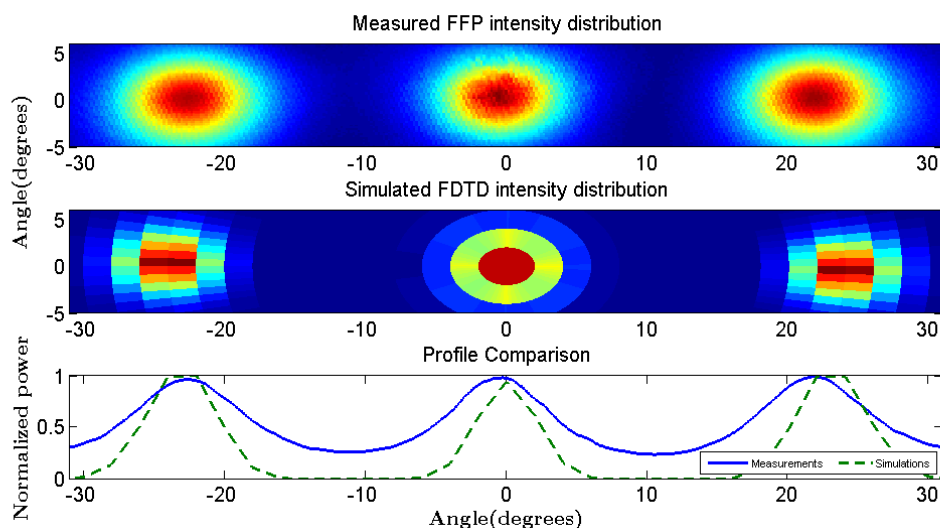 Measured FFP intensity distribution
5
0
-5
-30 -20 -10 0 10 20 30
Simulated FDTD intensity distribution
Angle(degrees)
5
0
-5
-30 -20 -10 0 10 20 30
Profile Comparison
Normalized power
1
0.5
0
Measurements Simulations
-30 -20 -10 0 10 20 30
Angle(degrees)